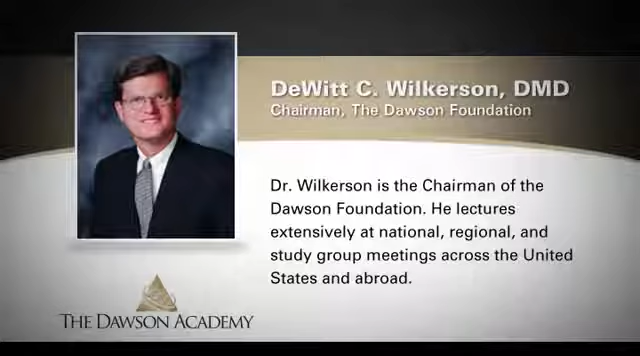 DeWitt C. Wilkerson, DMD
Chairman, The Dawson Foundation
Dr. Wilkerson is the Chairman of the
Dawson Foundation. He lectures
extensively at national, regional, and
study group meetings across the United
States and abroad.
THE DAWSON ACADEMY